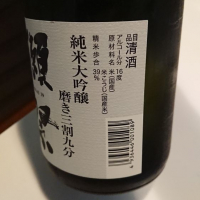 品目 清酒
アルコール分 16度
原材料名 米(国産)
米こうじ(国産米)
精米歩合 39%
純米大吟醸
磨き三割九分
獺祭